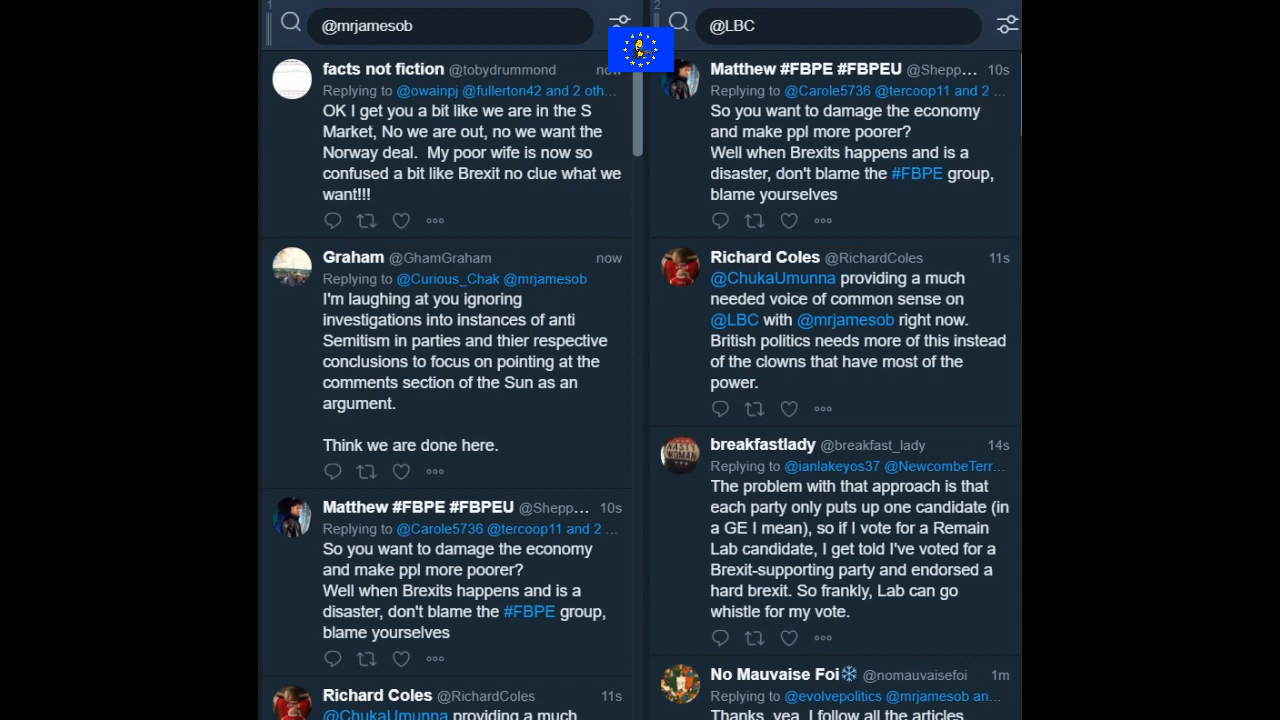 1
@mrjamesob
facts not fiction @tobydrummond now
Replying to @owainpj @fullerton42 and 2 oth...
OK I get you a bit like we are in the S
Market, No we are out, no we want the
Norway deal.  My poor wife is now so
confused a bit like Brexit no clue what we
want!!!
Graham @GhamGraham now
Replying to @Curious_Chak @mrjamesob
I'm laughing at you ignoring
investigations into instances of anti
Semitism in parties and thier respective
conclusions to focus on pointing at the
comments section of the Sun as an
argument.
Think we are done here.
Matthew #FBPE #FBPEU @Shepp... 10s
Replying to @Carole5736 @tercoop11 and 2 ...
So you want to damage the economy
and make ppl more poorer?
Well when Brexits happens and is a
disaster, don't blame the #FBPE group,
blame yourselves
Richard Coles @RichardColes 11s
@ChukaUmunna providing a much
2
@LBC
Matthew #FBPE #FBPEU @Shepp... 10s
Replying to @Carole5736 @tercoop11 and 2 ...
So you want to damage the economy
and make ppl more poorer?
Well when Brexits happens and is a
disaster, don't blame the #FBPE group,
blame yourselves
Richard Coles @RichardColes 11s
@ChukaUmunna providing a much
needed voice of common sense on
@LBC with @mrjamesob right now.
British politics needs more of this instead
of the clowns that have most of the
power.
breakfastlady @breakfast_lady 14s
Replying to @ianlakeyos37 @NewcombeTerr...
The problem with that approach is that
each party only puts up one candidate (in
a GE I mean), so if I vote for a Remain
Lab candidate, I get told I've voted for a
Brexit-supporting party and endorsed a
hard brexit. So frankly, Lab can go
whistle for my vote.
No Mauvaise Foi❄ @nomauvaisefoi 1m
Replying to @evolvepolitics @mrjamesob an...
Thanks, yea, I follow all the articles
NASTY
WOMAN